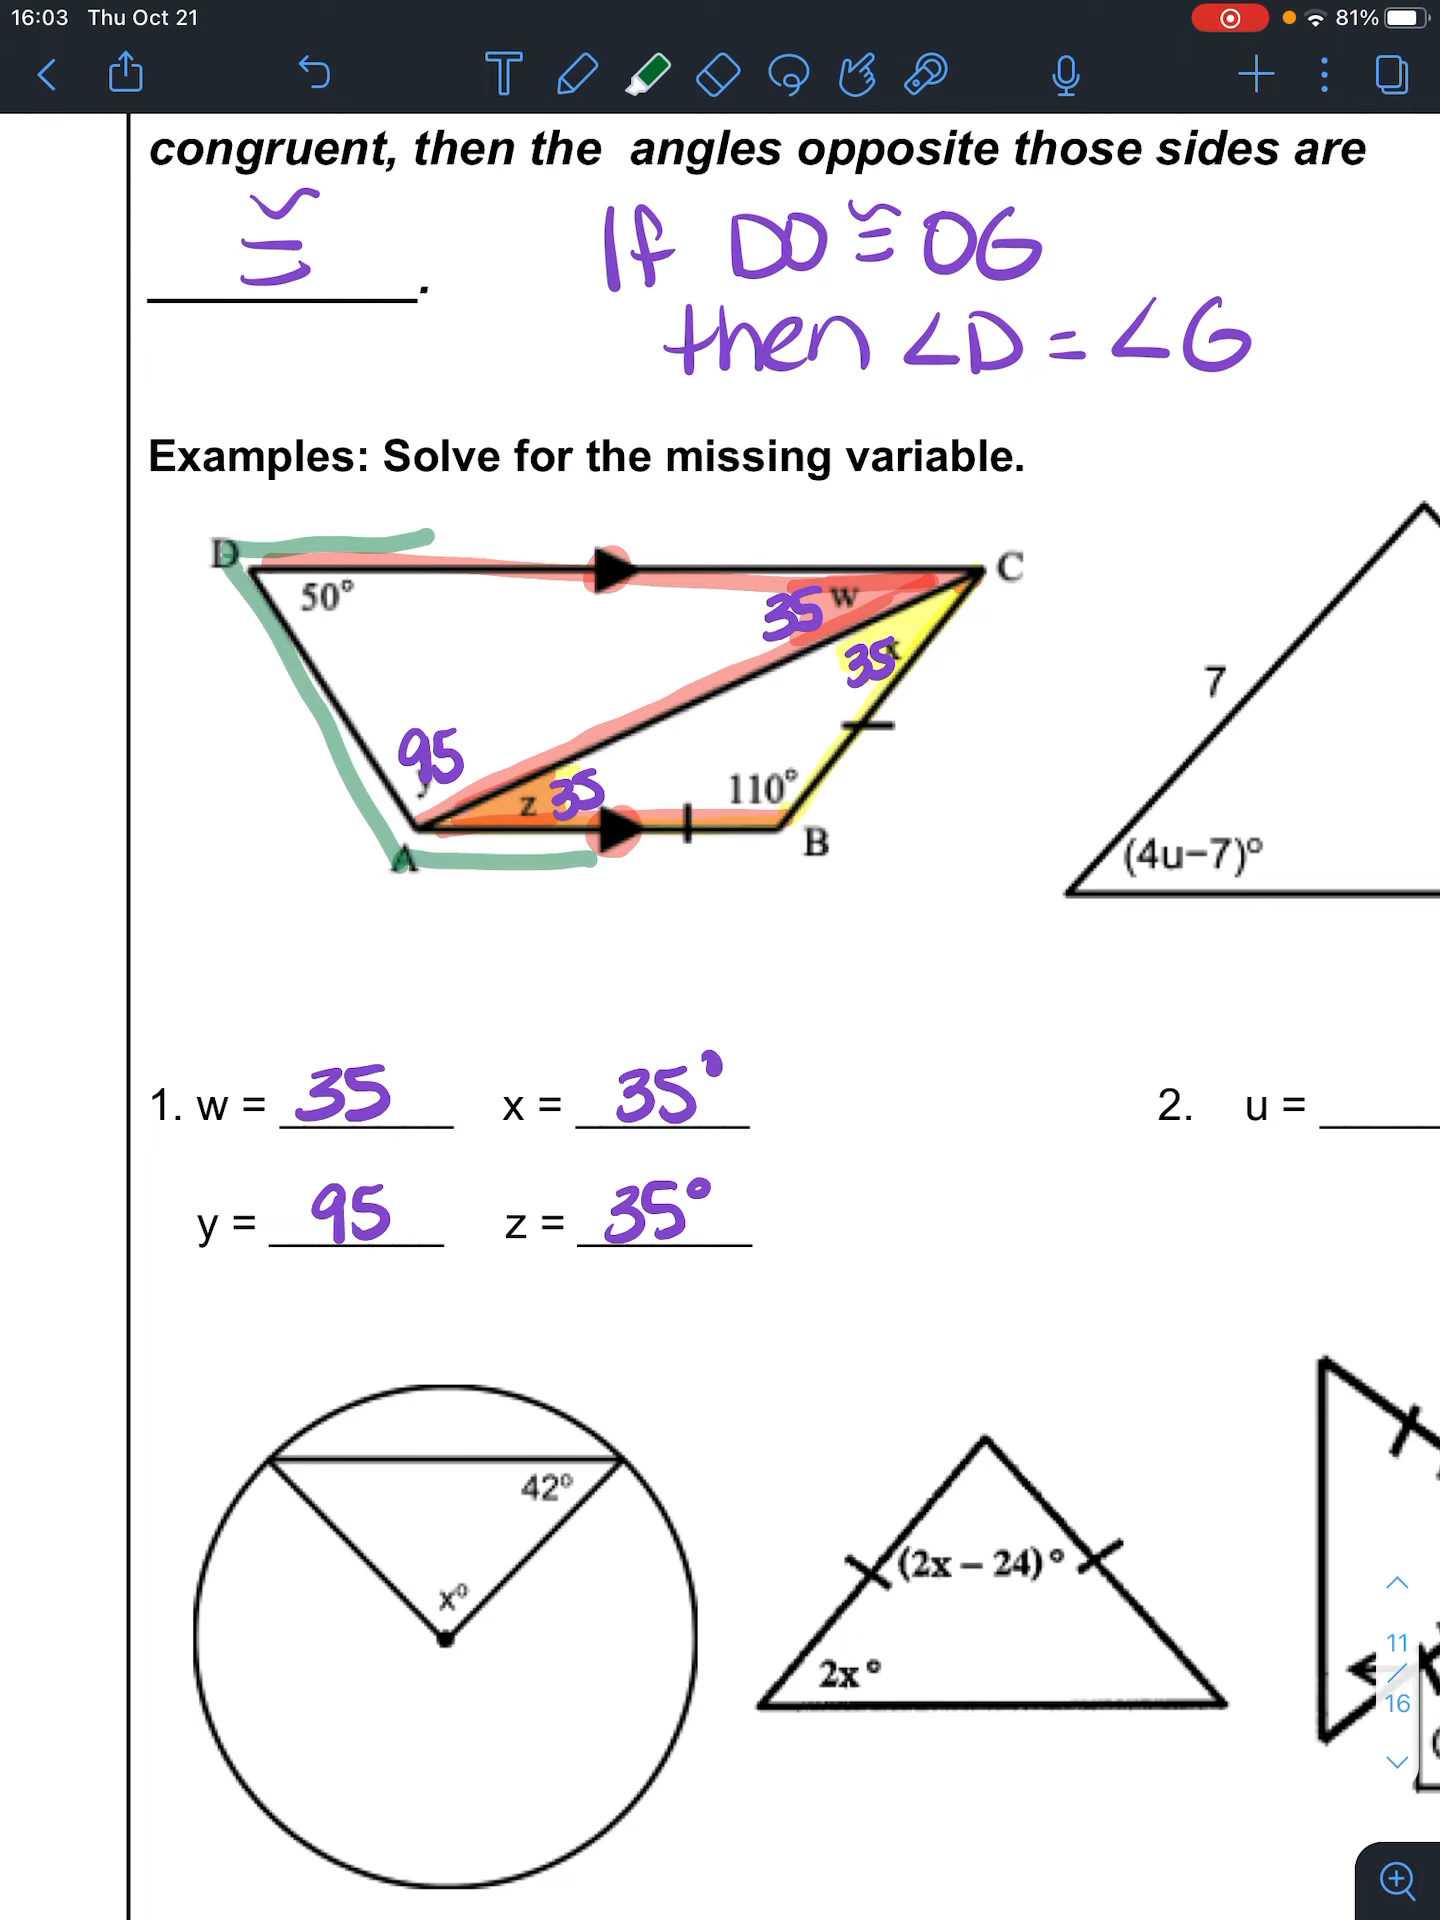 16:03 Thu Oct 21
81%
congruent, then the angles opposite those sides are
≅
_________.
If DO ≅ OG
then ∠D = ∠G
Examples: Solve for the missing variable.
D
C
50°
w
35
35
x
7
95
y
z
35
110°
A
B
(4u−7)°
1. w = 35 x = 35°
2. u =
y = 95 z = 35°
42°
x°
(2x − 24)°
2x°
11
16